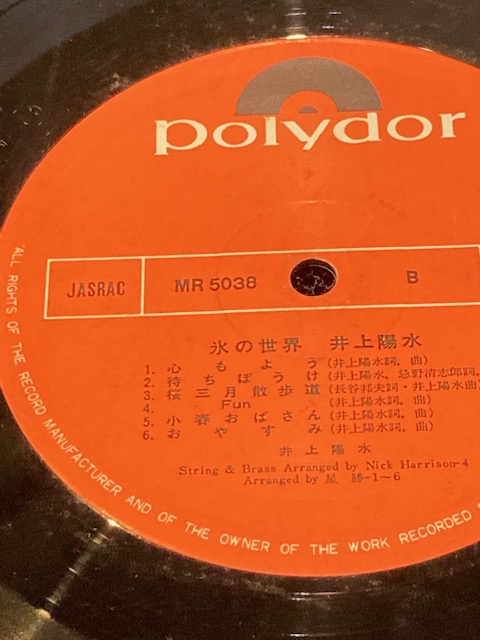 polydor
JASRAC MR 5038 B
氷の世界 井上陽水
1. 心もよう (井上陽水詞, 曲)
2. 待ちぼうけ (井上陽水, 忌野清志郎詞,
3. 桜三月散歩道 (長谷邦夫詞・井上陽水曲)
4. Fun (井上陽水詞, 曲)
5. 小春おばさん (井上陽水詞, 曲)
6. おやすみ (井上陽水詞, 曲)
井上陽水
String & Brass Arranged by Nick Harrison-4
Arranged by 星 勝-1〜6
"ALL RIGHTS OF THE RECORD MANUFACTURER AND OF THE OWNER OF THE WORK RECORDED